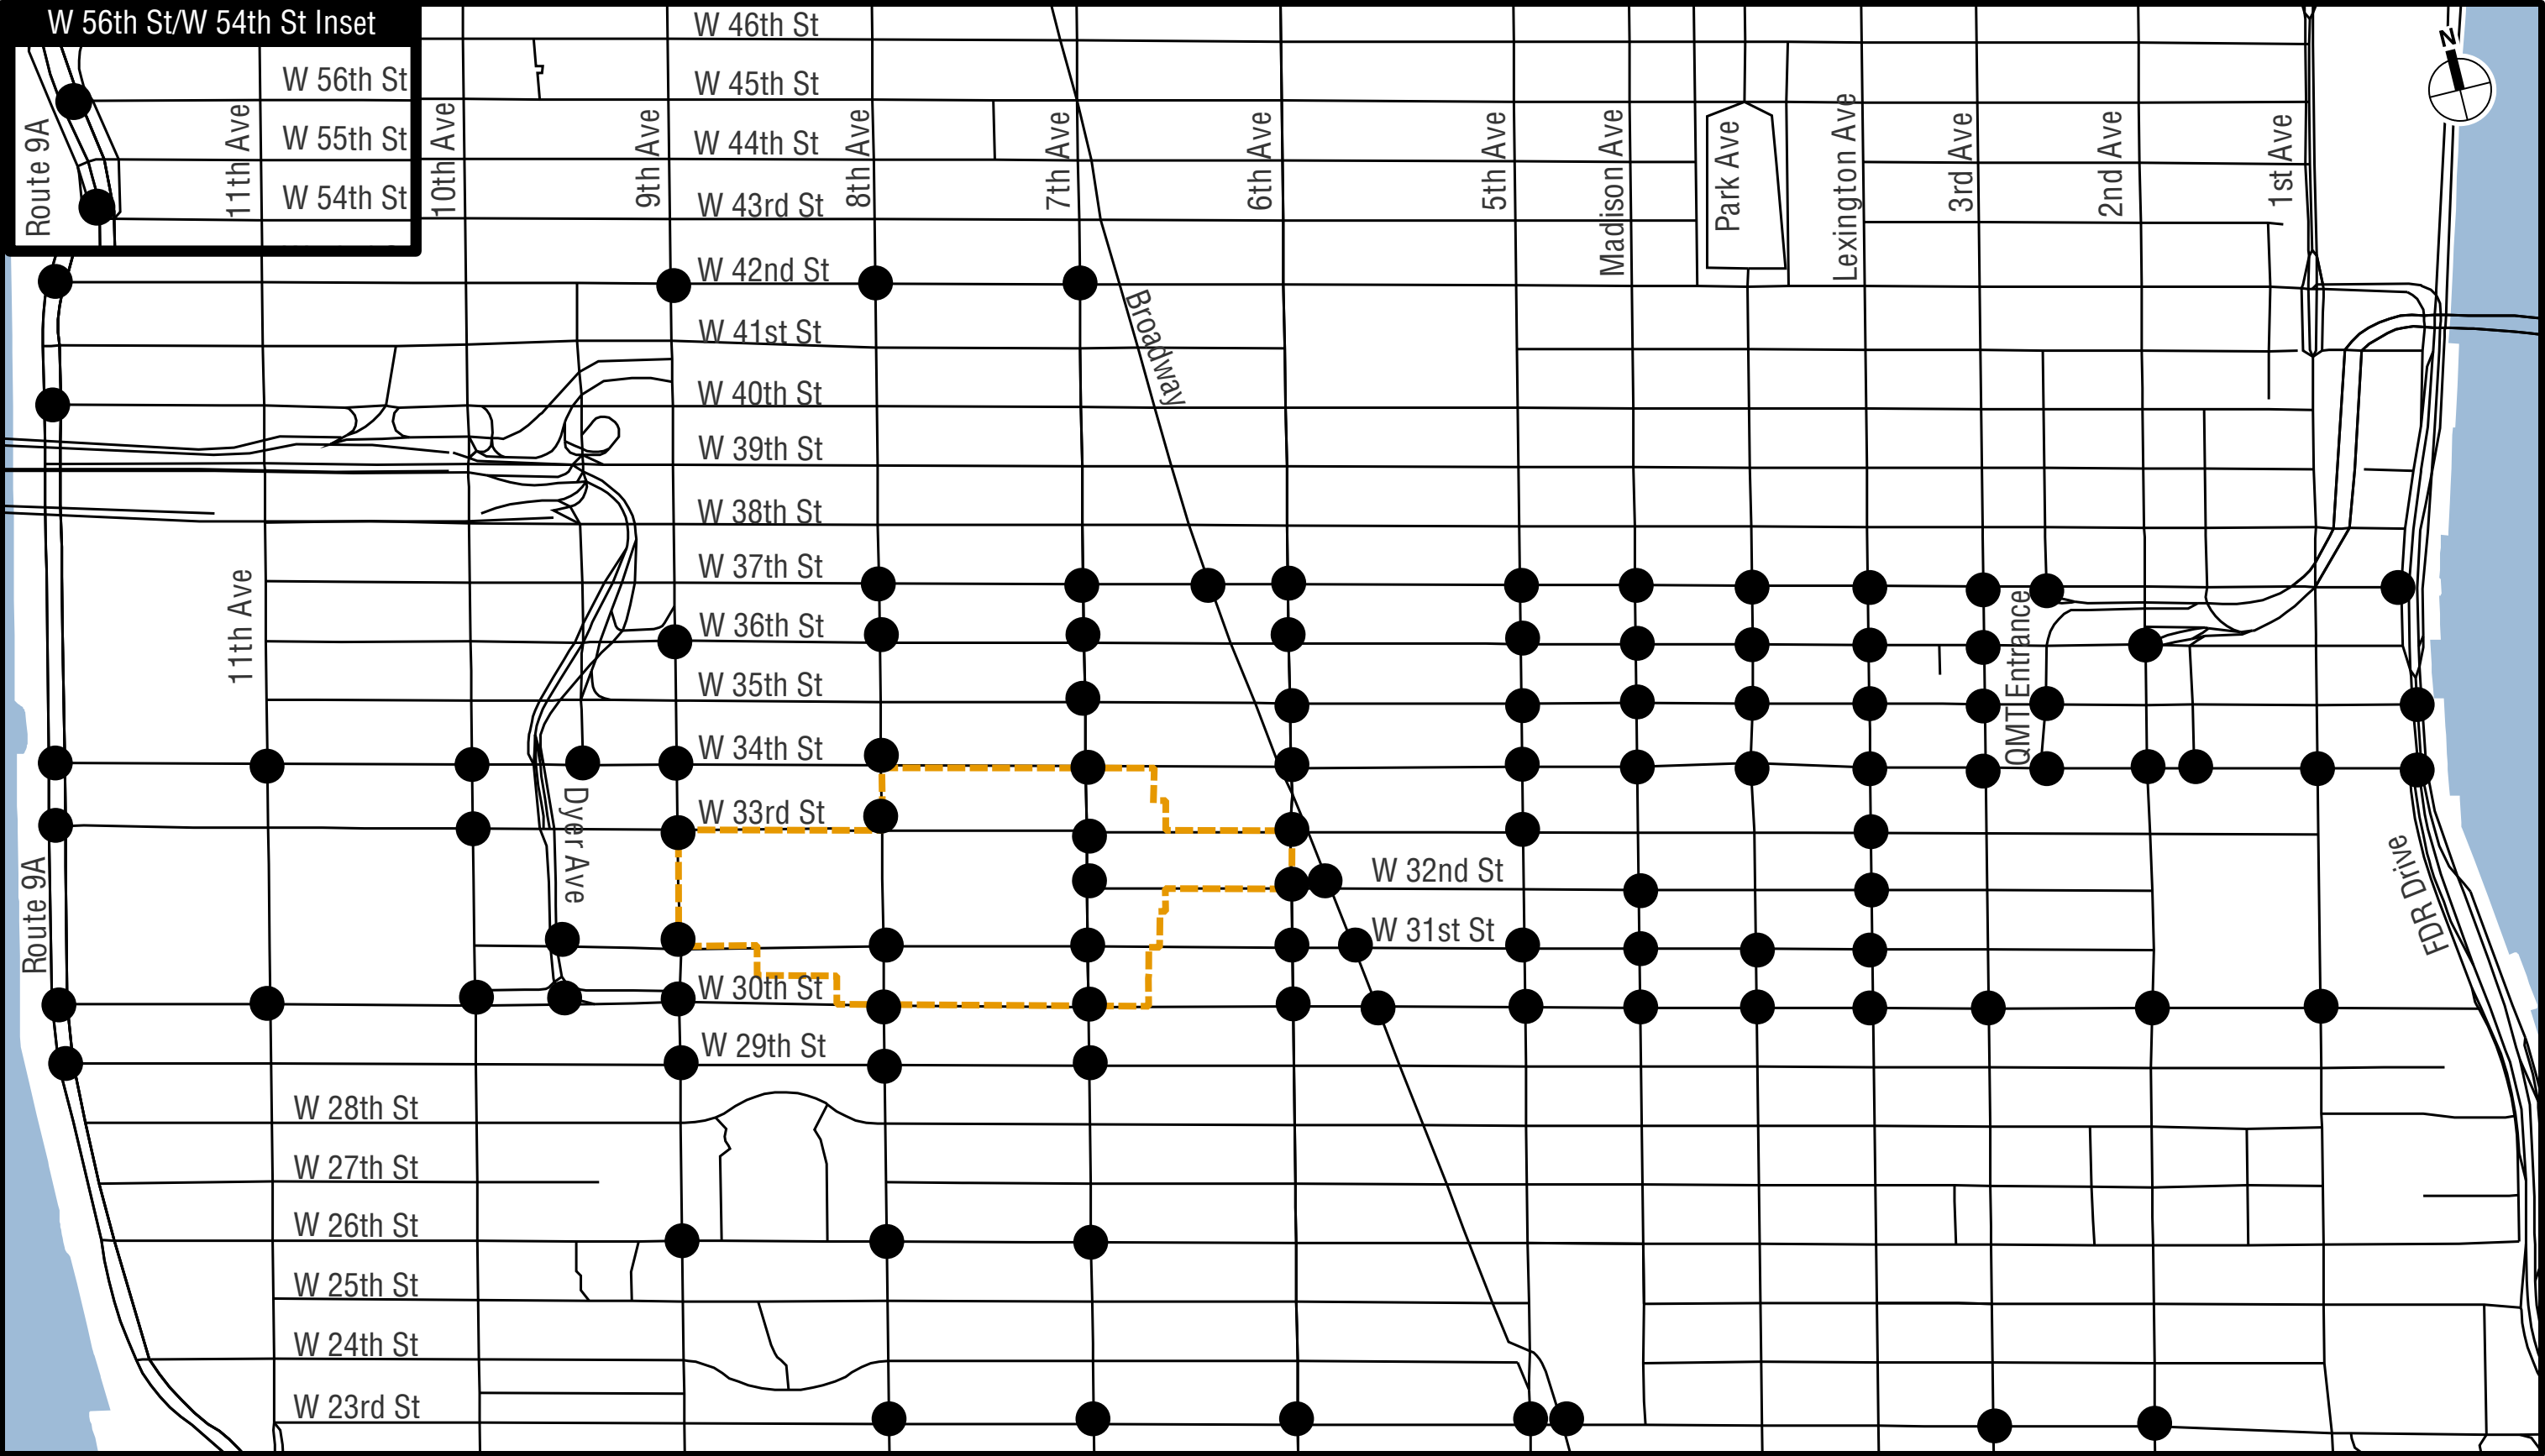 W 56th St/W 54th St Inset
W 56th St
W 55th St
W 54th St
Route 9A
11th Ave
10th Ave
9th Ave
8th Ave
7th Ave
6th Ave
5th Ave
Madison Ave
Park Ave
Lexington Ave
3rd Ave
2nd Ave
1st Ave
N
W 46th St
W 45th St
W 44th St
W 43rd St
W 42nd St
W 41st St
Broadway
W 40th St
W 39th St
W 38th St
W 37th St
11th Ave
W 36th St
QMT Entrance
W 35th St
W 34th St
Dyer Ave
W 33rd St
Route 9A
FDR Drive
W 32nd St
W 31st St
W 30th St
W 29th St
W 28th St
W 27th St
W 26th St
W 25th St
W 24th St
W 23rd St